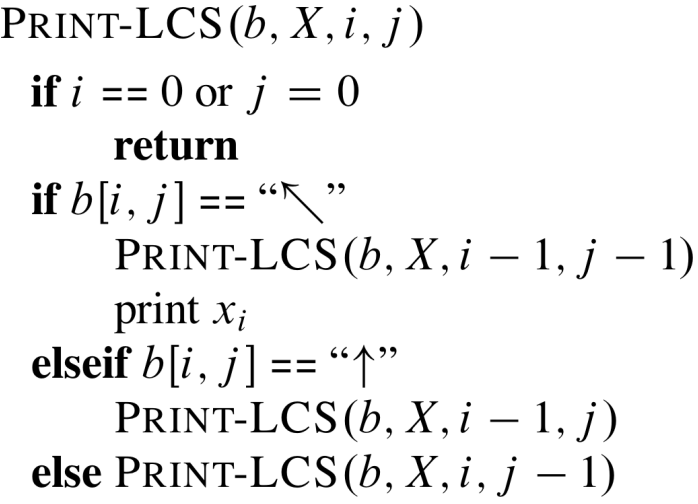 PRINT-LCS(b, X, i, j)
if i == 0 or j = 0
return
if b[i, j] == “↖”
PRINT-LCS(b, X, i − 1, j − 1)
print xᵢ
elseif b[i, j] == “↑”
PRINT-LCS(b, X, i − 1, j)
else PRINT-LCS(b, X, i, j − 1)